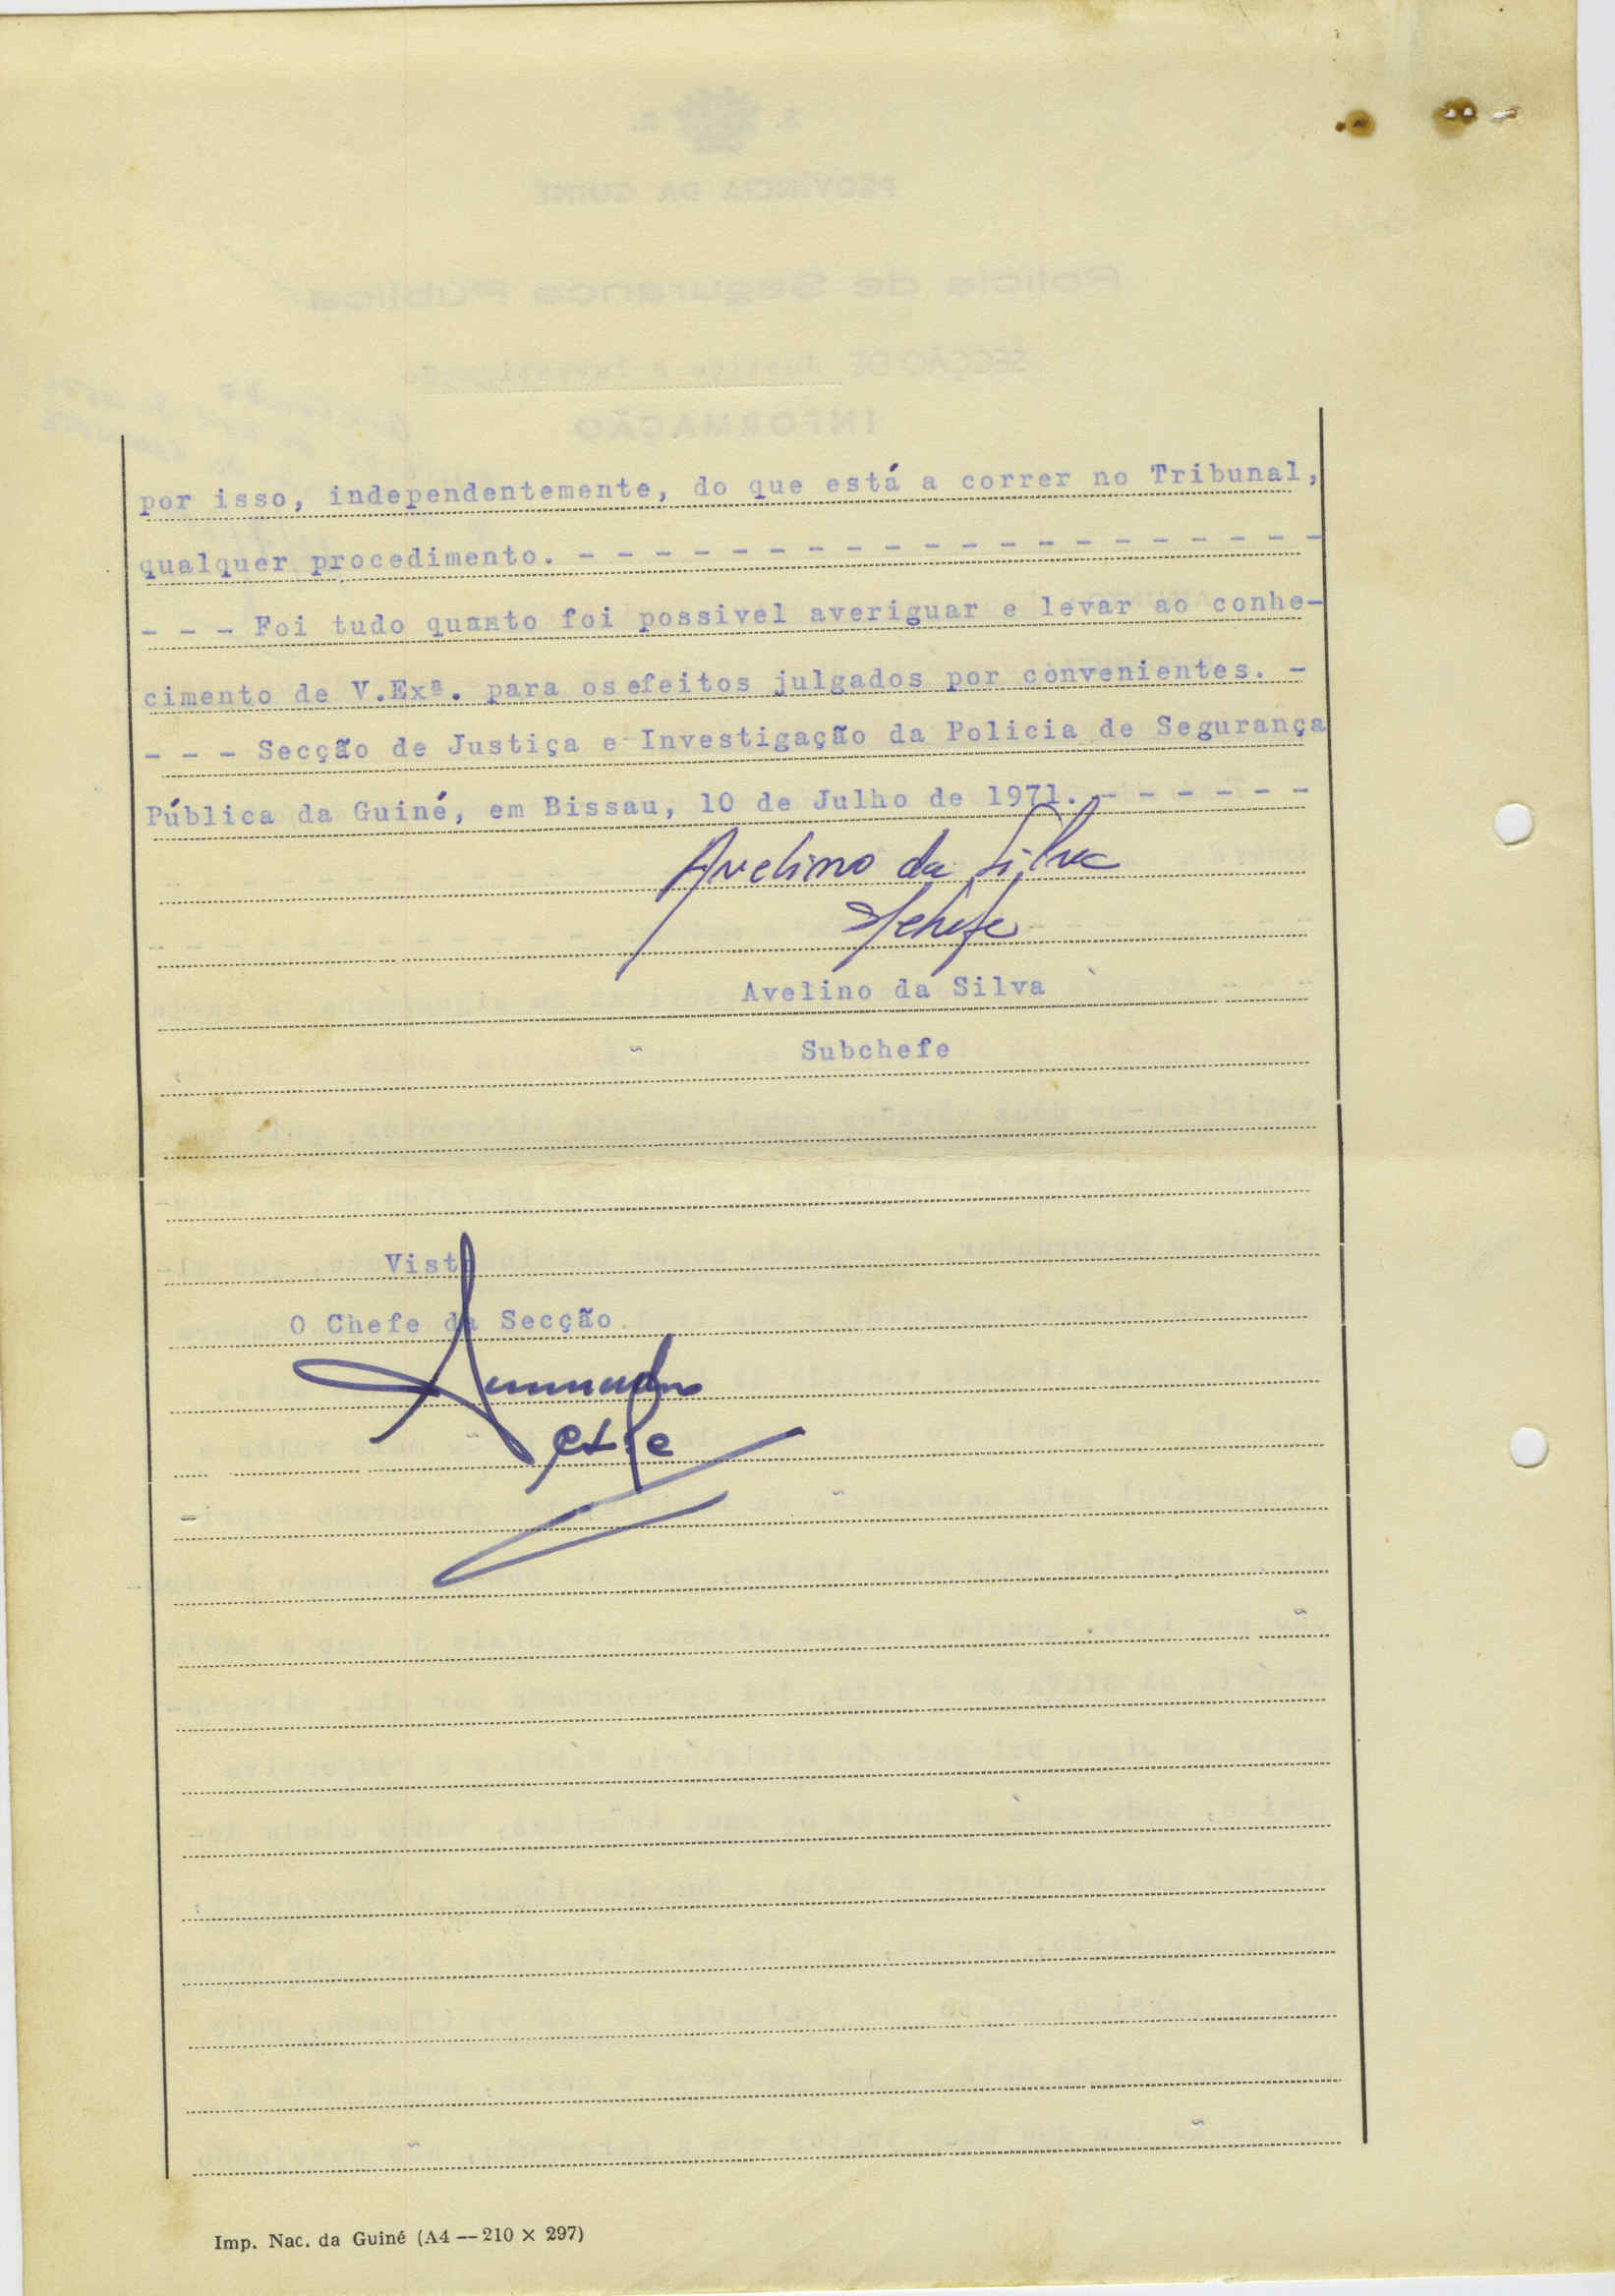 por isso, independentemente, do que está a correr no Tribunal,
qualquer procedimento. - - - - - - - - - - - - - - - - - - - -
- - - Foi tudo quanto foi possivel averiguar e levar ao conhe-
cimento de V.Exª. para os efeitos julgados por convenientes. -
- - - Secção de Justiça e Investigação da Policia de Segurança
Pública da Guiné, em Bissau, 10 de Julho de 1971. - - - - - -
Avelino da Silva
Avelino da Silva
Subchefe
Visto
O Chefe da Secção
Imp. Nac. da Guiné (A4 — 210 × 297)